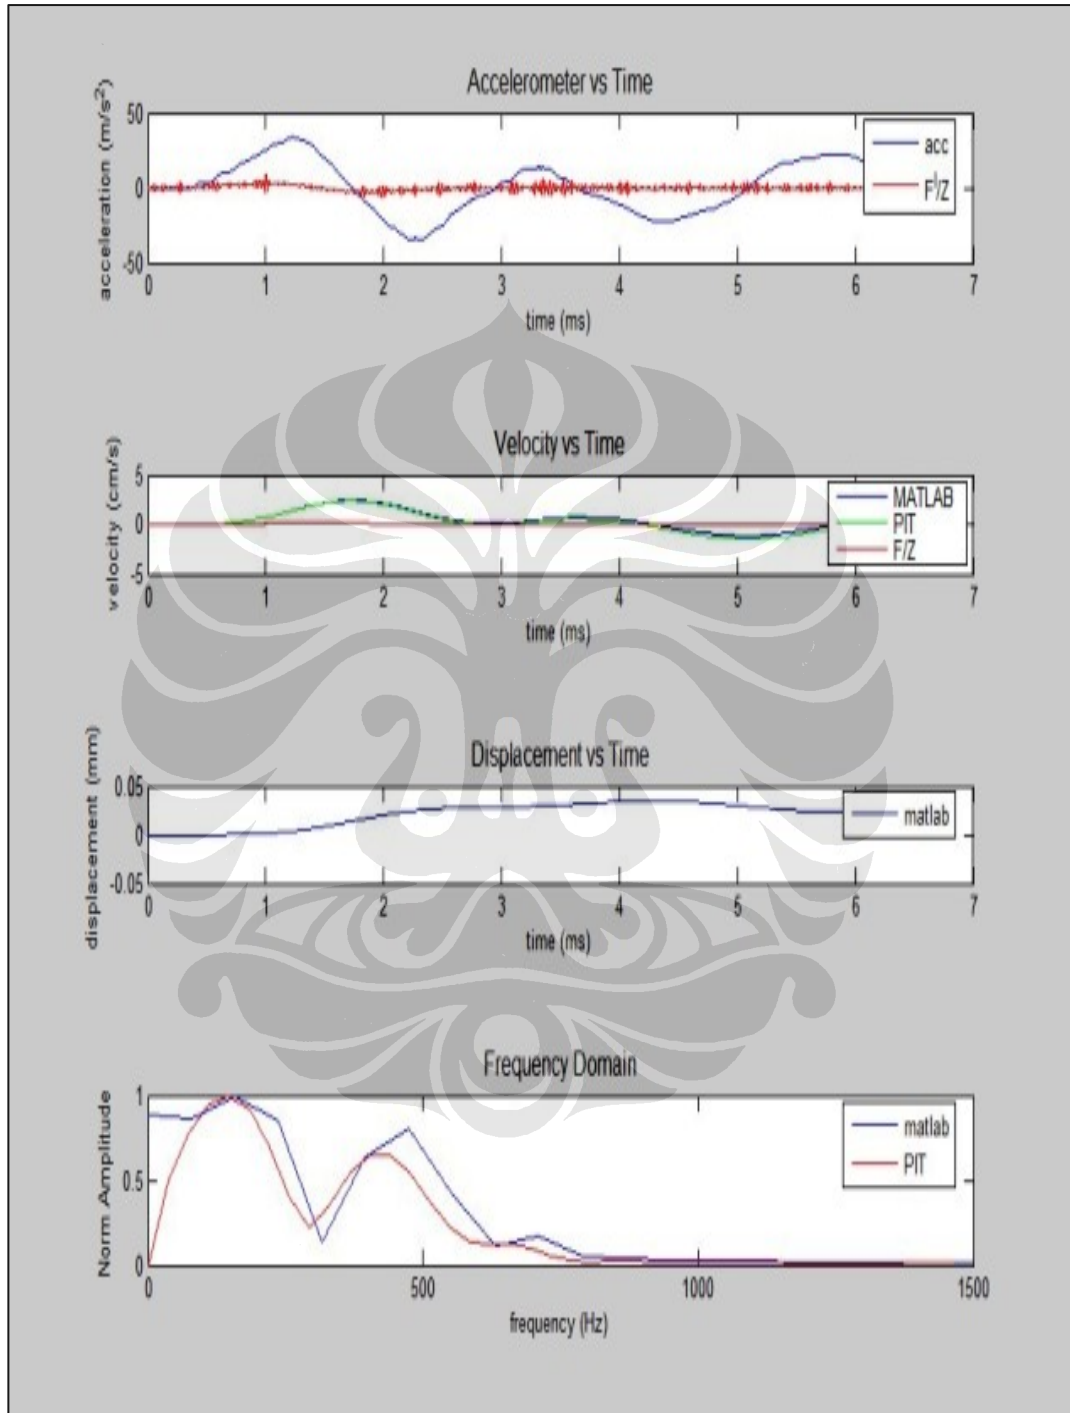 Accelerometer vs Time
acceleration (m/s²)
50
0
-50
acc
F|/Z
0 1 2 3 4 5 6 7
time (ms)
Velocity vs Time
velocity (cm/s)
5
0
-5
MATLAB
PIT
F/Z
0 1 2 3 4 5 6 7
time (ms)
Displacement vs Time
displacement (mm)
0.05
0
-0.05
matlab
0 1 2 3 4 5 6 7
time (ms)
Frequency Domain
Norm Amplitude
1
0.5
0
matlab
PIT
0 500 1000 1500
frequency (Hz)